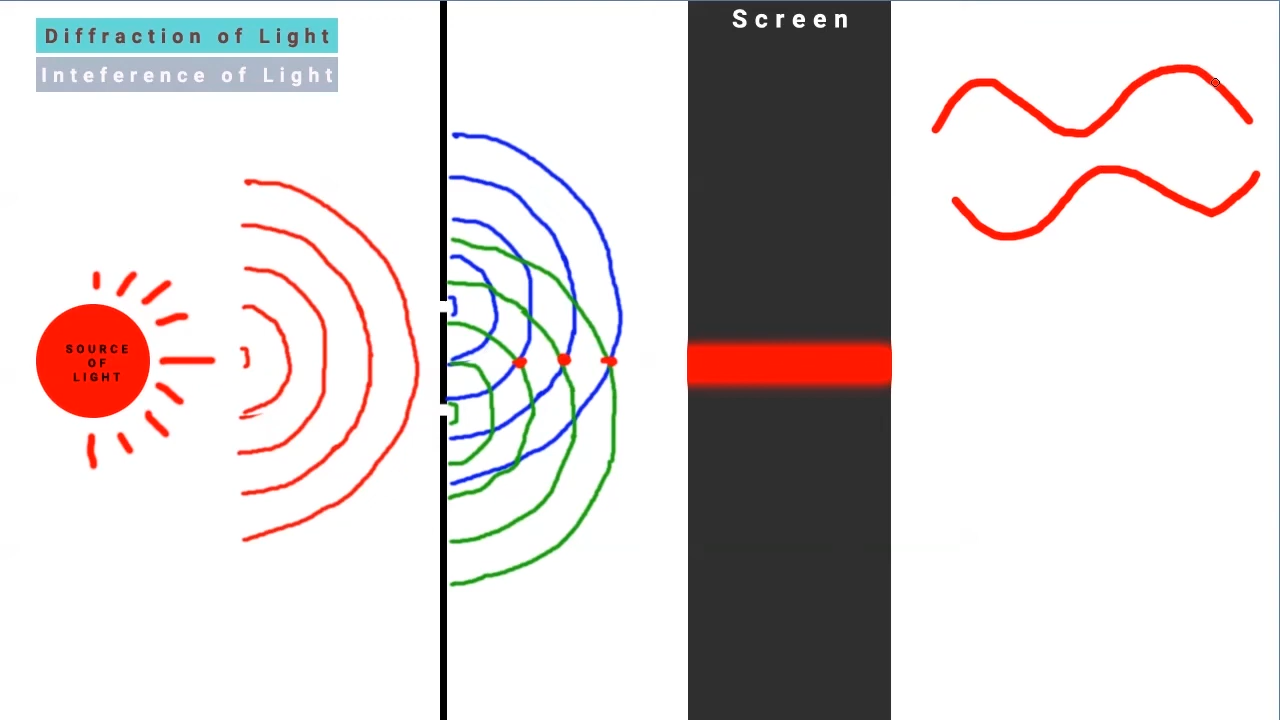 Diffraction of Light
Inteference of Light
Screen
SOURCE
OF
LIGHT